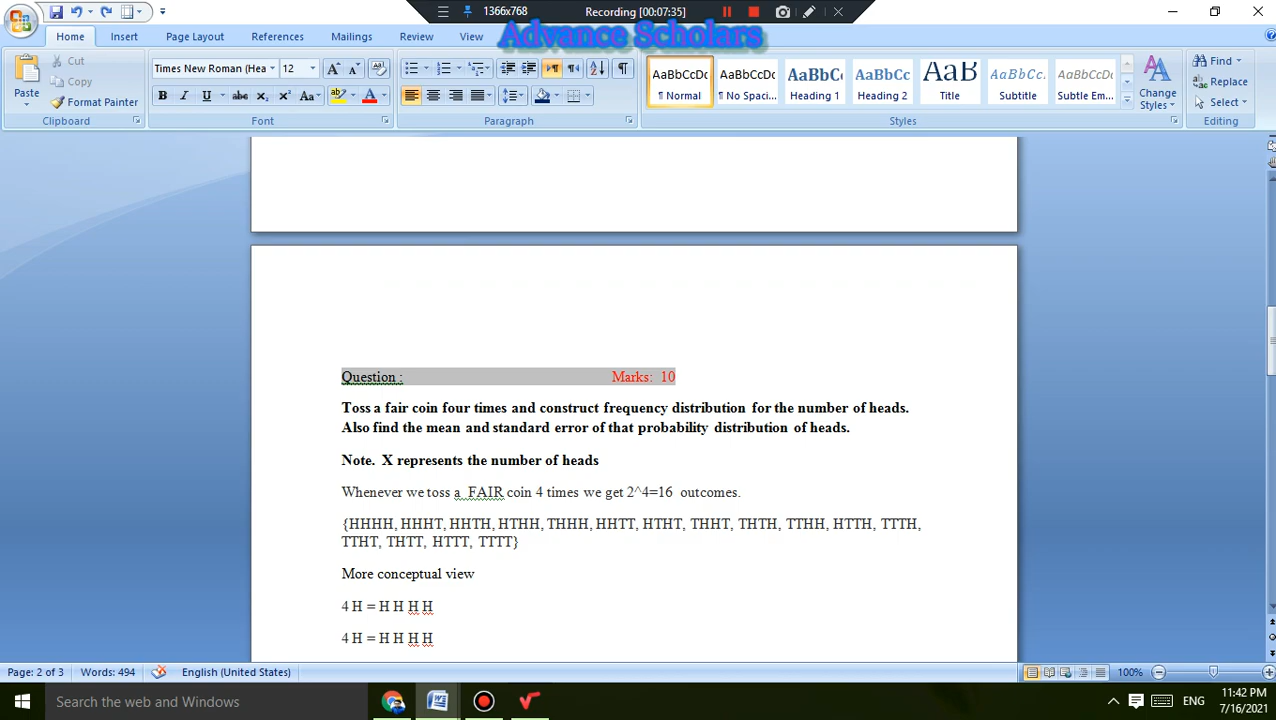 1366x768
Recording [00:07:35]
Advance Scholars
Home Insert Page Layout References Mailings Review View
Cut
Copy
Format Painter
Paste
Clipboard
Times New Roman (Hea 12
Font
Paragraph
AaBbCcDc AaBbCcDc AaBbC AaBbCc AaB AaBbCc. AaBbCcDc
¶ Normal ¶ No Spaci... Heading 1 Heading 2 Title Subtitle Subtle Em...
Styles
Change Styles
Find
Replace
Select
Editing
Question : Marks: 10
Toss a fair coin four times and construct frequency distribution for the number of heads.
Also find the mean and standard error of that probability distribution of heads.
Note. X represents the number of heads
Whenever we toss a FAIR coin 4 times we get 2^4=16 outcomes.
{HHHH, HHHT, HHTH, HTHH, THHH, HHTT, HTHT, THHT, THTH, TTHH, HTTH, TTTH,
TTHT, THTT, HTTT, TTTT}
More conceptual view
4 H = H H H H
4 H = H H H H
Page: 2 of 3 Words: 494 English (United States) 100%
Search the web and Windows
ENG
11:42 PM
7/16/2021